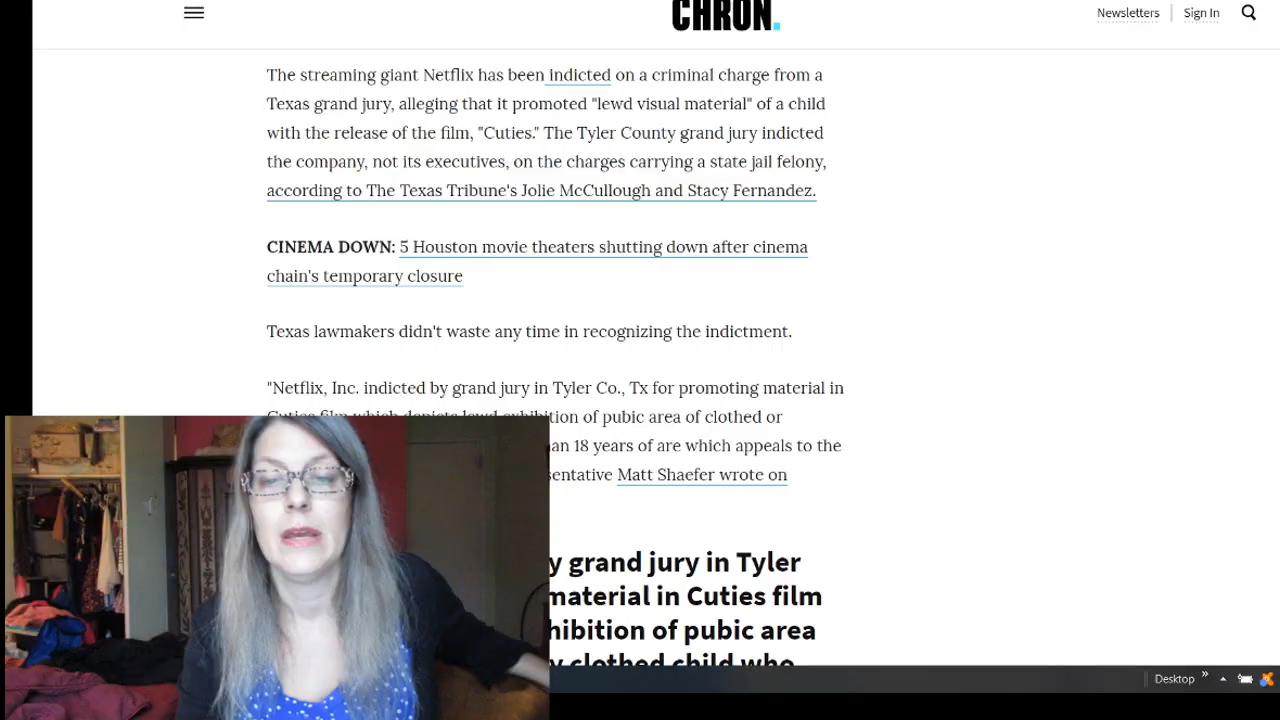 CHRON.
Newsletters
Sign In
The streaming giant Netflix has been indicted on a criminal charge from a
Texas grand jury, alleging that it promoted "lewd visual material" of a child
with the release of the film, "Cuties." The Tyler County grand jury indicted
the company, not its executives, on the charges carrying a state jail felony,
according to The Texas Tribune's Jolie McCullough and Stacy Fernandez.
CINEMA DOWN: 5 Houston movie theaters shutting down after cinema
chain's temporary closure
Texas lawmakers didn't waste any time in recognizing the indictment.
"Netflix, Inc. indicted by grand jury in Tyler Co., Tx for promoting material in
Cuties film which depicts lewd exhibition of pubic area of clothed or
18 years of are which appeals to the
Matt Shaefer wrote on
grand jury in Tyler
material in Cuties film
of pubic area
clothed child who
Desktop